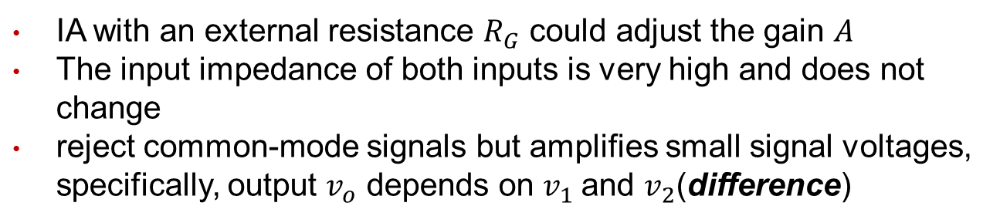 • IA with an external resistance R_G could adjust the gain A
• The input impedance of both inputs is very high and does not
change
• reject common-mode signals but amplifies small signal voltages,
specifically, output v_o depends on v_1 and v_2(difference)